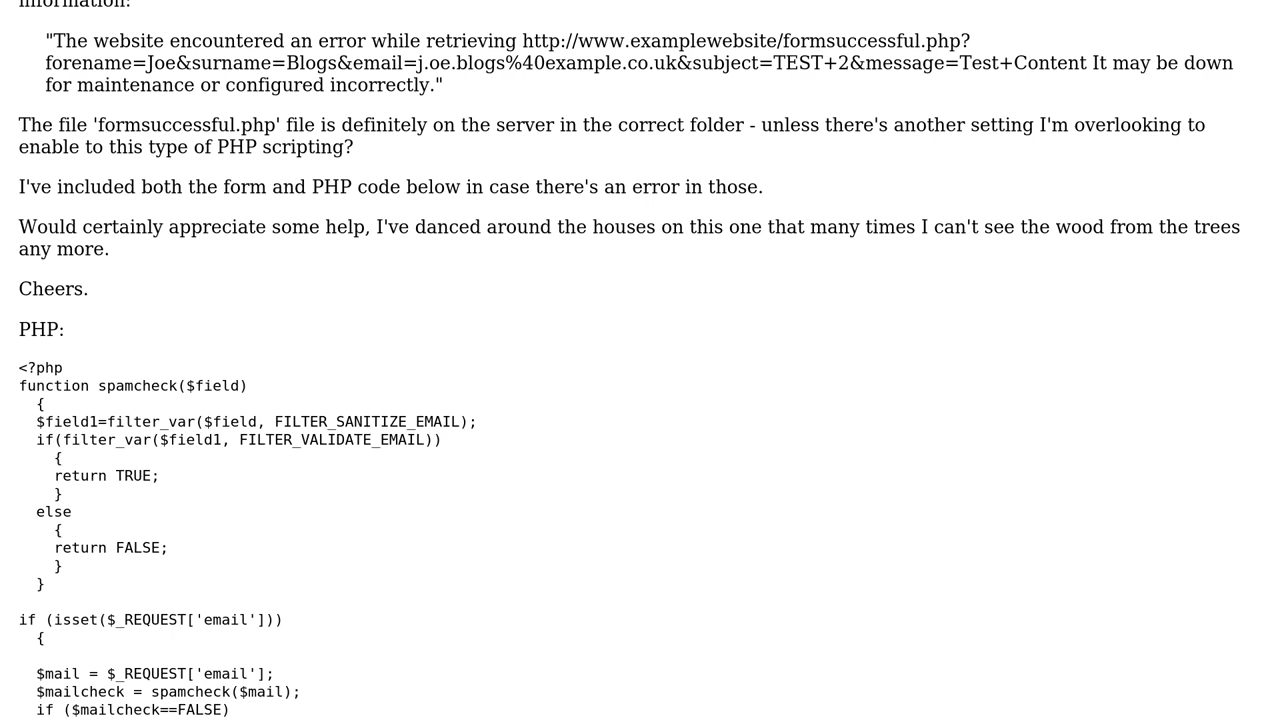 information:
"The website encountered an error while retrieving http://www.examplewebsite/formsuccessful.php?
forename=Joe&surname=Blogs&email=j.oe.blogs%40example.co.uk&subject=TEST+2&message=Test+Content It may be down
for maintenance or configured incorrectly."
The file 'formsuccessful.php' file is definitely on the server in the correct folder - unless there's another setting I'm overlooking to
enable to this type of PHP scripting?
I've included both the form and PHP code below in case there's an error in those.
Would certainly appreciate some help, I've danced around the houses on this one that many times I can't see the wood from the trees
any more.
Cheers.
PHP:
<?php
function spamcheck($field)
  {
  $field1=filter_var($field, FILTER_SANITIZE_EMAIL);
  if(filter_var($field1, FILTER_VALIDATE_EMAIL))
    {
    return TRUE;
    }
  else
    {
    return FALSE;
    }
  }
if (isset($_REQUEST['email']))
  {
  $mail = $_REQUEST['email'];
  $mailcheck = spamcheck($mail);
  if ($mailcheck==FALSE)